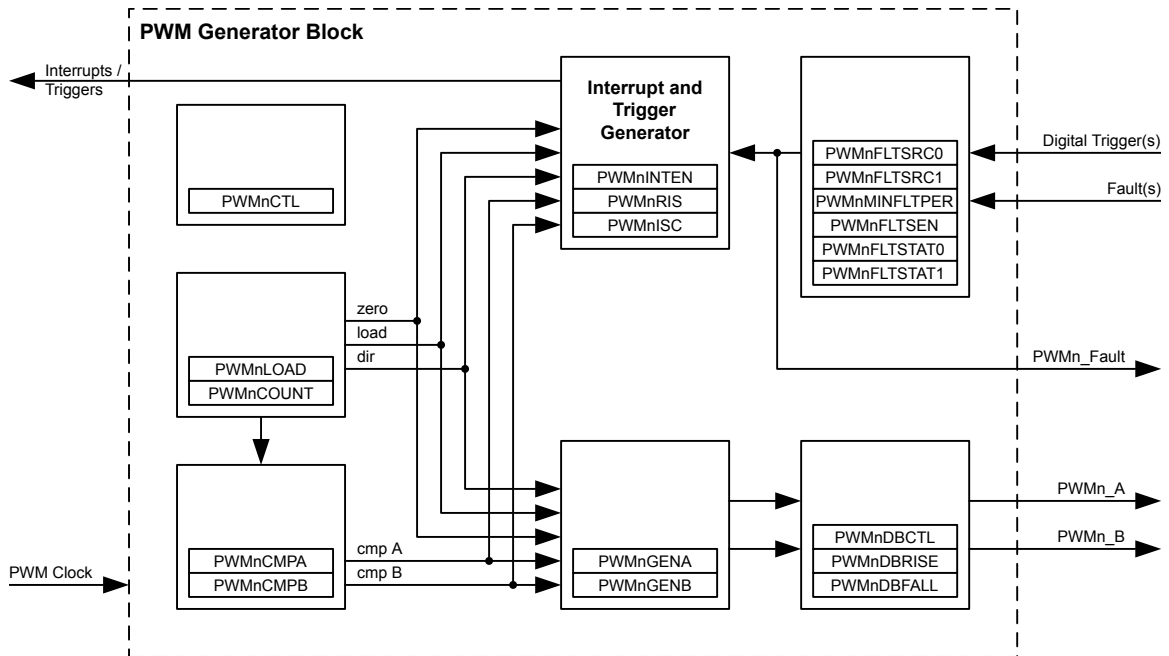 PWM Generator Block
Interrupts /
Triggers
Interrupt and
Trigger
Generator
PWMnINTEN
PWMnRIS
PWMnISC
PWMnFLTSRC0
PWMnFLTSRC1
PWMnMINFLTPER
PWMnFLTSEN
PWMnFLTSTAT0
PWMnFLTSTAT1
Digital Trigger(s)
Fault(s)
PWMnCTL
zero
load
dir
PWMnLOAD
PWMnCOUNT
PWMn_Fault
PWM Clock
PWMnCMPA
PWMnCMPB
cmp A
cmp B
PWMnGENA
PWMnGENB
PWMnDBCTL
PWMnDBRISE
PWMnDBFALL
PWMn_A
PWMn_B